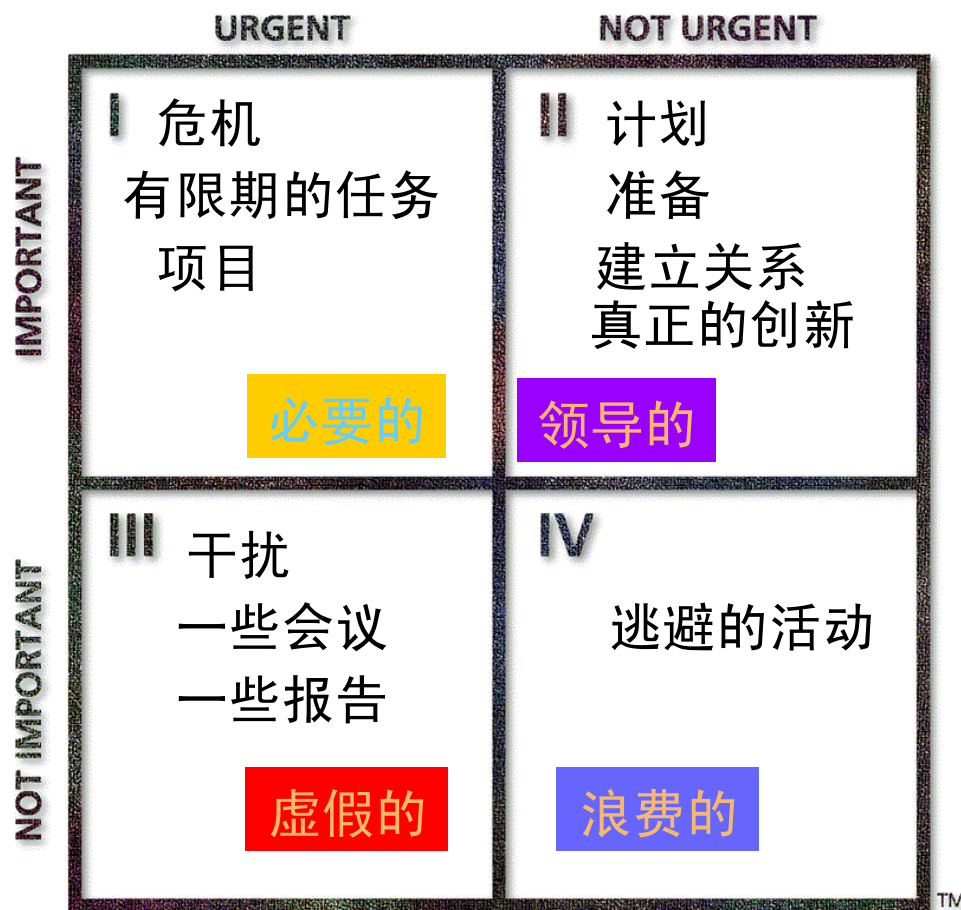 URGENT
NOT URGENT
IMPORTANT
I
危机
有限期的任务
项目
必要的
II
计划
准备
建立关系
真正的创新
领导的
NOT IMPORTANT
III
干扰
一些会议
一些报告
虚假的
IV
逃避的活动
浪费的
TM